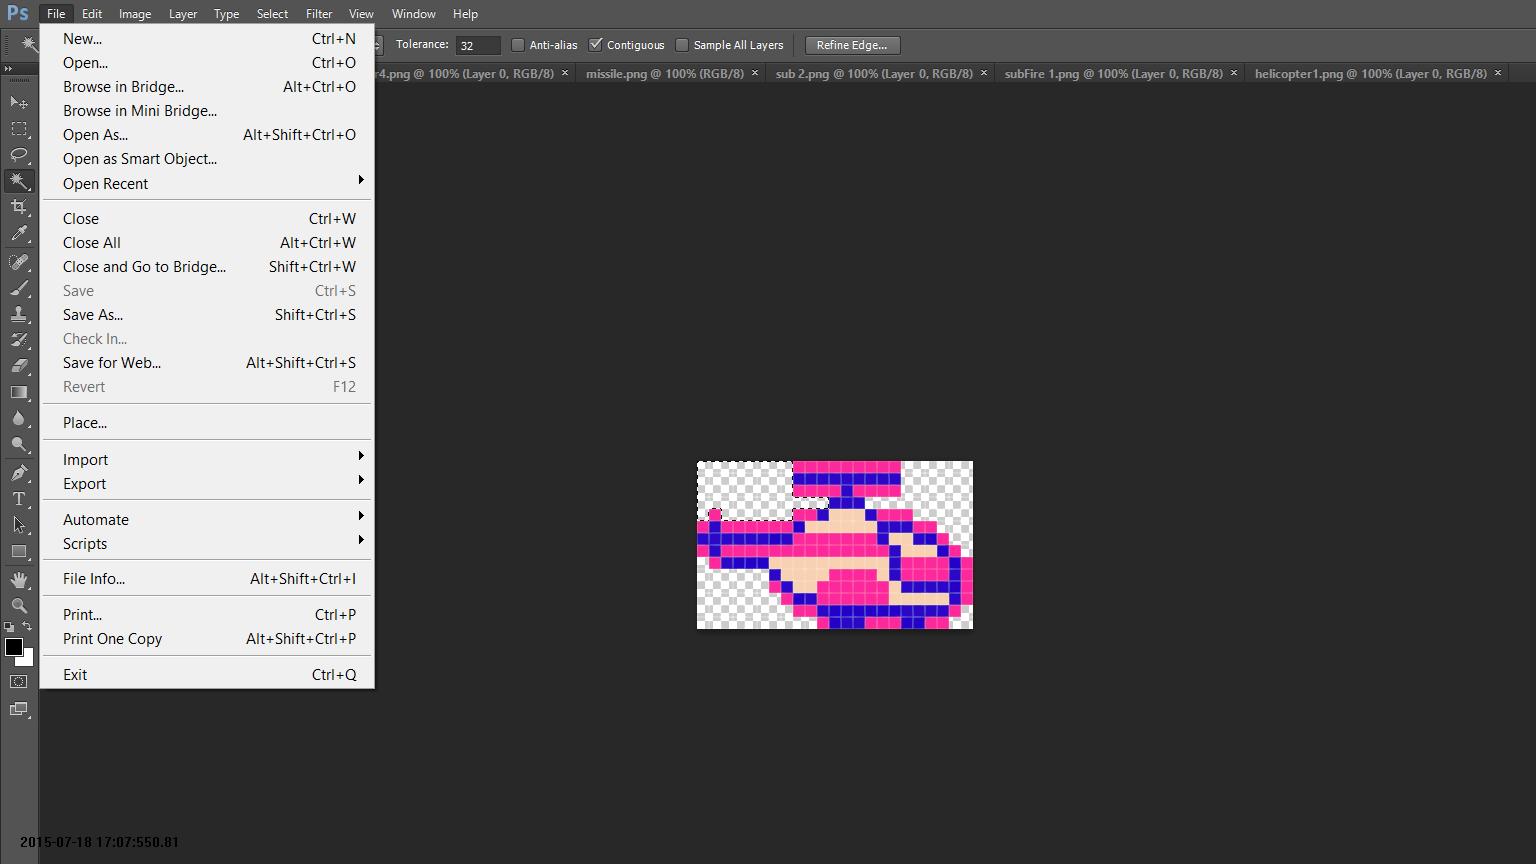 Ps File Edit Image Layer Type Select Filter View Window Help
Tolerance: 32 Anti-alias Contiguous Sample All Layers Refine Edge...
r4.png @ 100% (Layer 0, RGB/8) × missile.png @ 100% (RGB/8) × sub 2.png @ 100% (Layer 0, RGB/8) × subFire 1.png @ 100% (Layer 0, RGB/8) × helicopter1.png @ 100% (Layer 0, RGB/8) ×
New... Ctrl+N
Open... Ctrl+O
Browse in Bridge... Alt+Ctrl+O
Browse in Mini Bridge...
Open As... Alt+Shift+Ctrl+O
Open as Smart Object...
Open Recent
Close Ctrl+W
Close All Alt+Ctrl+W
Close and Go to Bridge... Shift+Ctrl+W
Save Ctrl+S
Save As... Shift+Ctrl+S
Check In...
Save for Web... Alt+Shift+Ctrl+S
Revert F12
Place...
Import
Export
Automate
Scripts
File Info... Alt+Shift+Ctrl+I
Print... Ctrl+P
Print One Copy Alt+Shift+Ctrl+P
Exit Ctrl+Q
2015-07-18 17:07:550.81